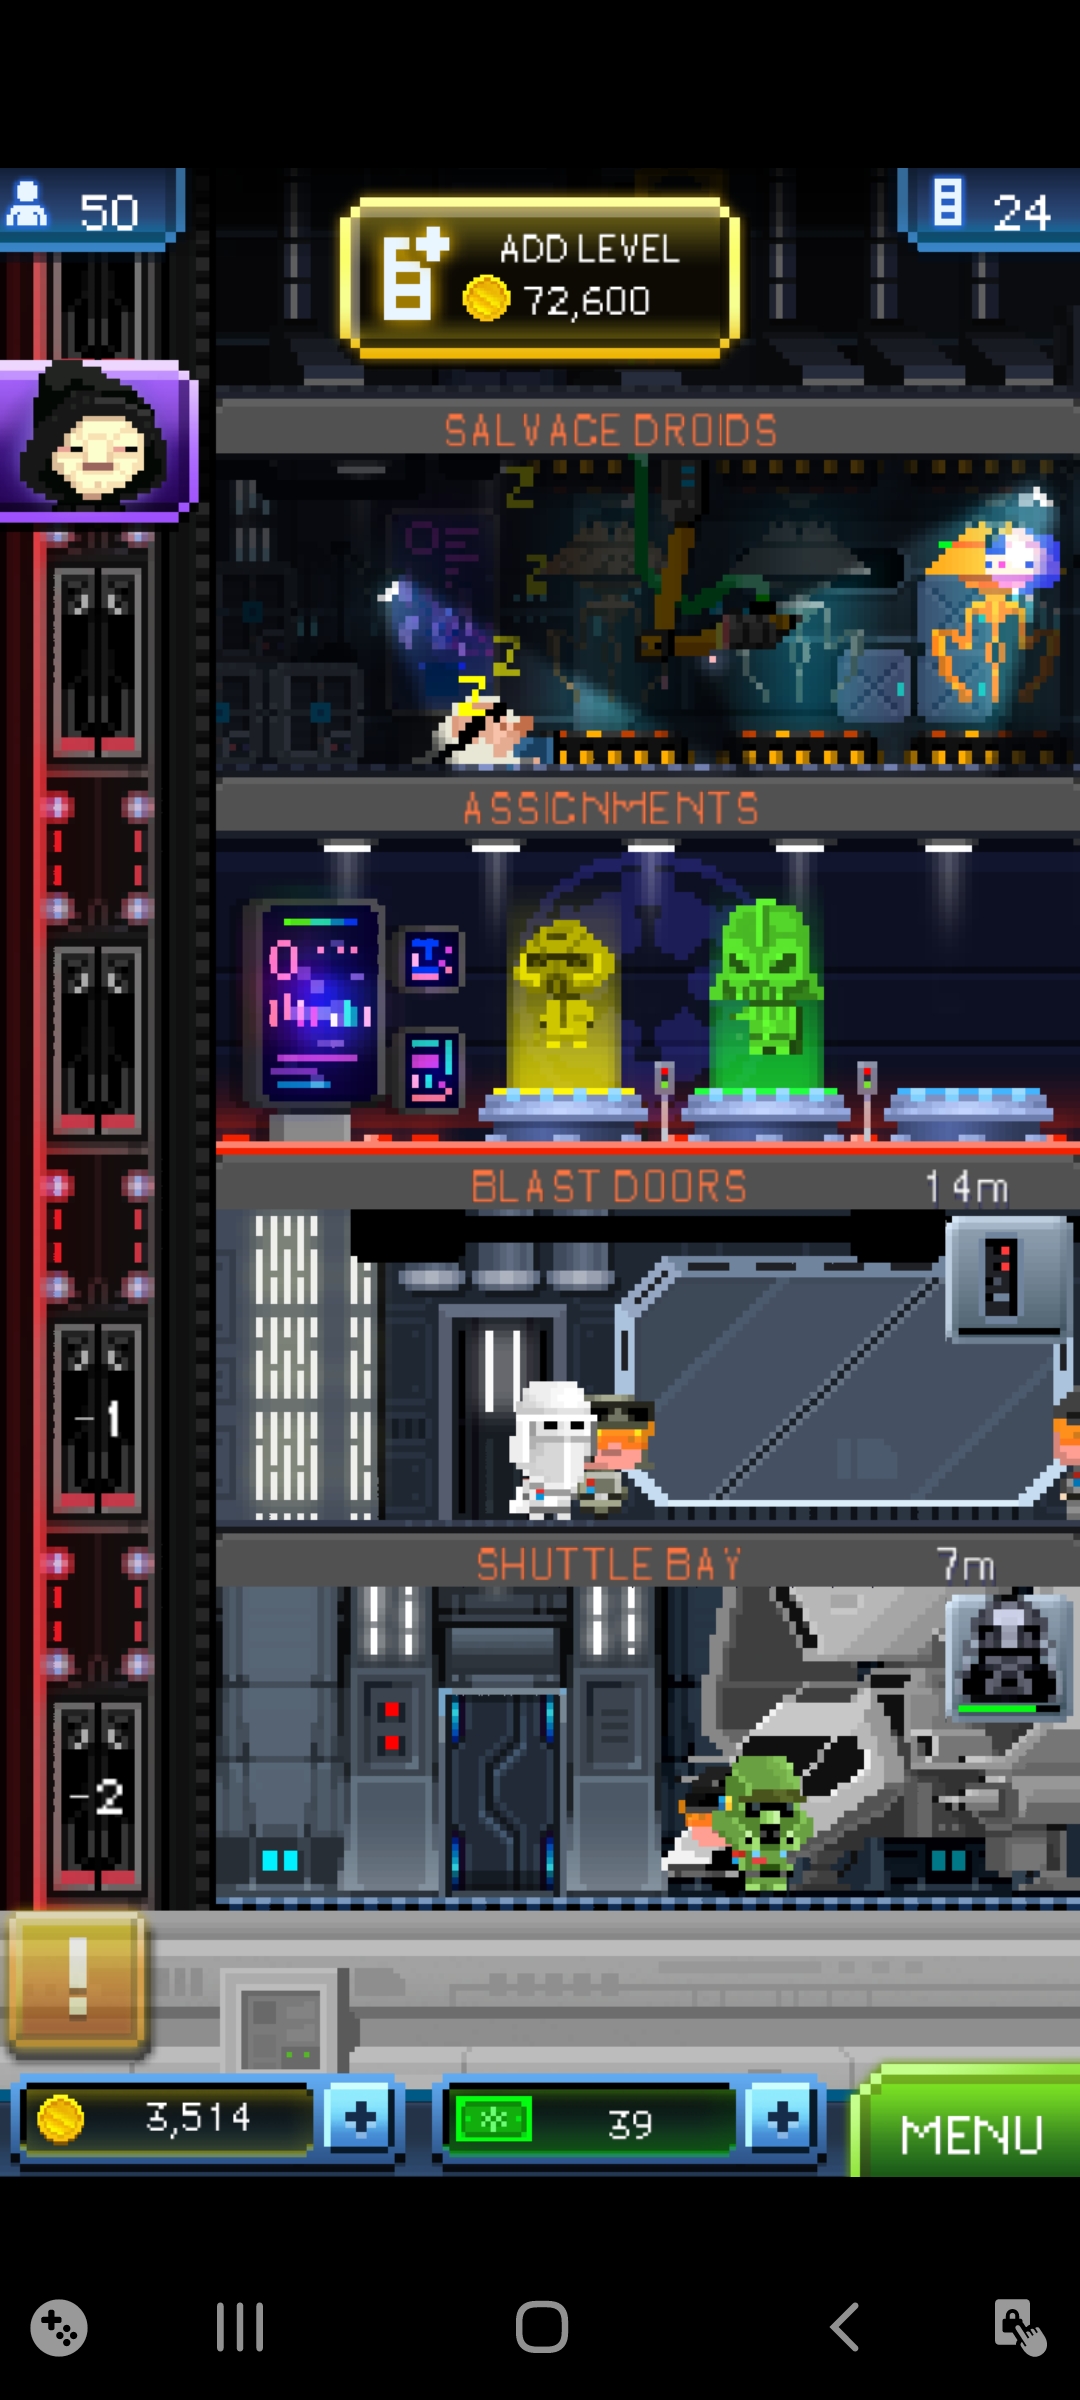 50
ADD LEVEL
72,600
24
SALVAGE DROIDS
Z
Z
Z
Z
ASSIGNMENTS
BLAST DOORS 14m
-1
SHUTTLE BAY 7m
-2
!
3,514 +
39 +
MENU